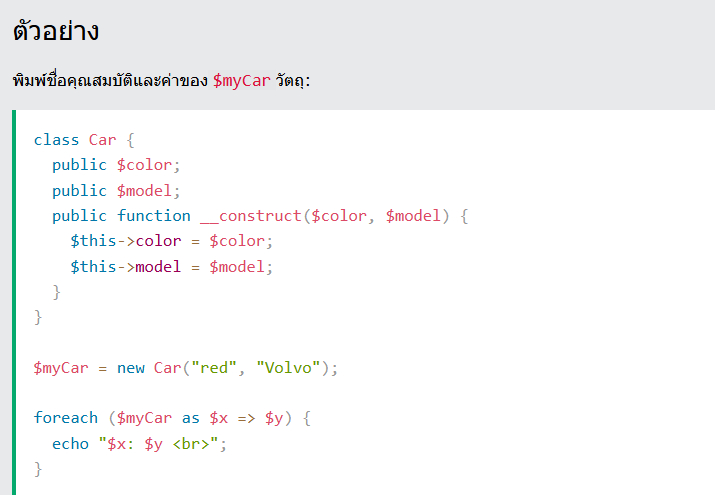 ตัวอย่าง
พิมพ์ชื่อคุณสมบัติและค่าของ $myCar วัตถุ:
class Car {
  public $color;
  public $model;
  public function __construct($color, $model) {
    $this->color = $color;
    $this->model = $model;
  }
}
$myCar = new Car("red", "Volvo");
foreach ($myCar as $x => $y) {
  echo "$x: $y <br>";
}